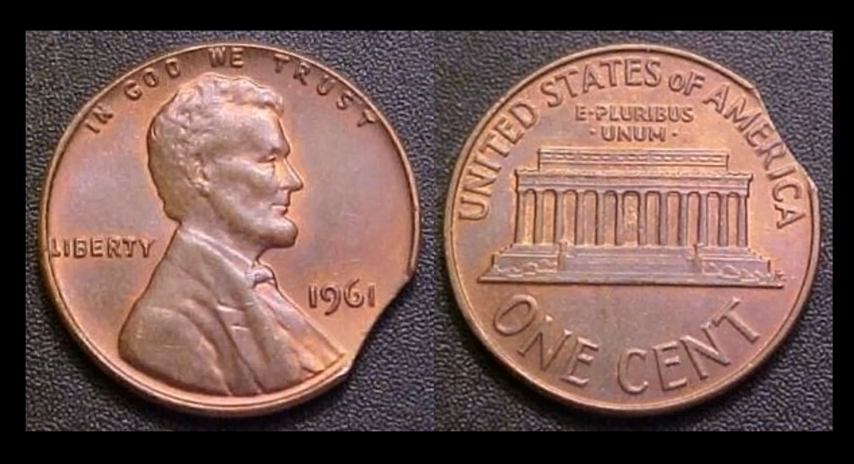 IN GOD WE TRUST
LIBERTY
1961
UNITED STATES OF AMERICA
E·PLURIBUS
·UNUM·
ONE CENT